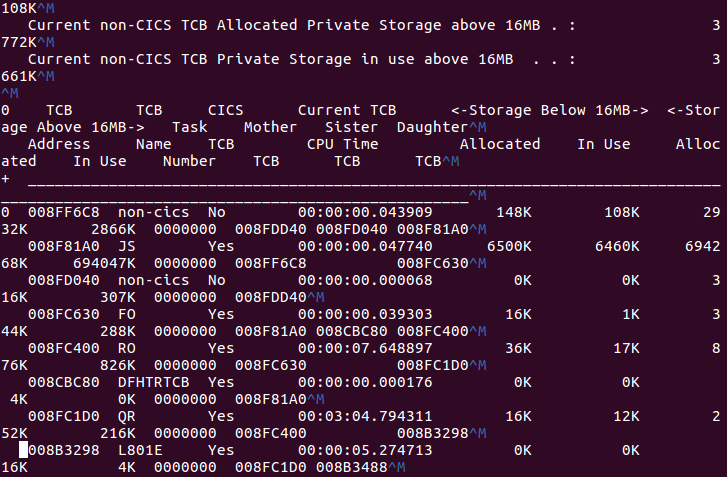 108K^M
   Current non-CICS TCB Allocated Private Storage above 16MB . :               3
772K^M
   Current non-CICS TCB Private Storage in use above 16MB  . . :               3
661K^M
^M
0    TCB       TCB     CICS      Current TCB      <-Storage Below 16MB->  <-Stor
age Above 16MB->   Task    Mother   Sister  Daughter^M
   Address     Name    TCB        CPU Time         Allocated    In Use     Alloc
ated    In Use    Number    TCB      TCB      TCB^M
+  _____________________________________________________________________________
____________________________________________________^M
0  008FF6C8  non-cics  No        00:00:00.043909       148K       108K        29
32K       2866K  0000000  008FDD40 008FD040 008F81A0^M
   008F81A0  JS        Yes       00:00:00.047740      6500K      6460K      6942
68K     694047K  0000000  008FF6C8          008FC630^M
   008FD040  non-cics  No        00:00:00.000068         0K         0K         3
16K        307K  0000000  008FDD40^M
   008FC630  FO        Yes       00:00:00.039303        16K         1K         3
44K        288K  0000000  008F81A0 008CBC80 008FC400^M
   008FC400  RO        Yes       00:00:07.648897        36K        17K         8
76K        826K  0000000  008FC630          008FC1D0^M
   008CBC80  DFHTRTCB  Yes       00:00:00.000176         0K         0K
 4K          0K  0000000  008F81A0^M
   008FC1D0  QR        Yes       00:03:04.794311        16K        12K         2
52K        216K  0000000  008FC400          008B3298^M
   008B3298  L801E     Yes       00:00:05.274713         0K         0K
16K          4K  0000000  008FC1D0 008B3488^M